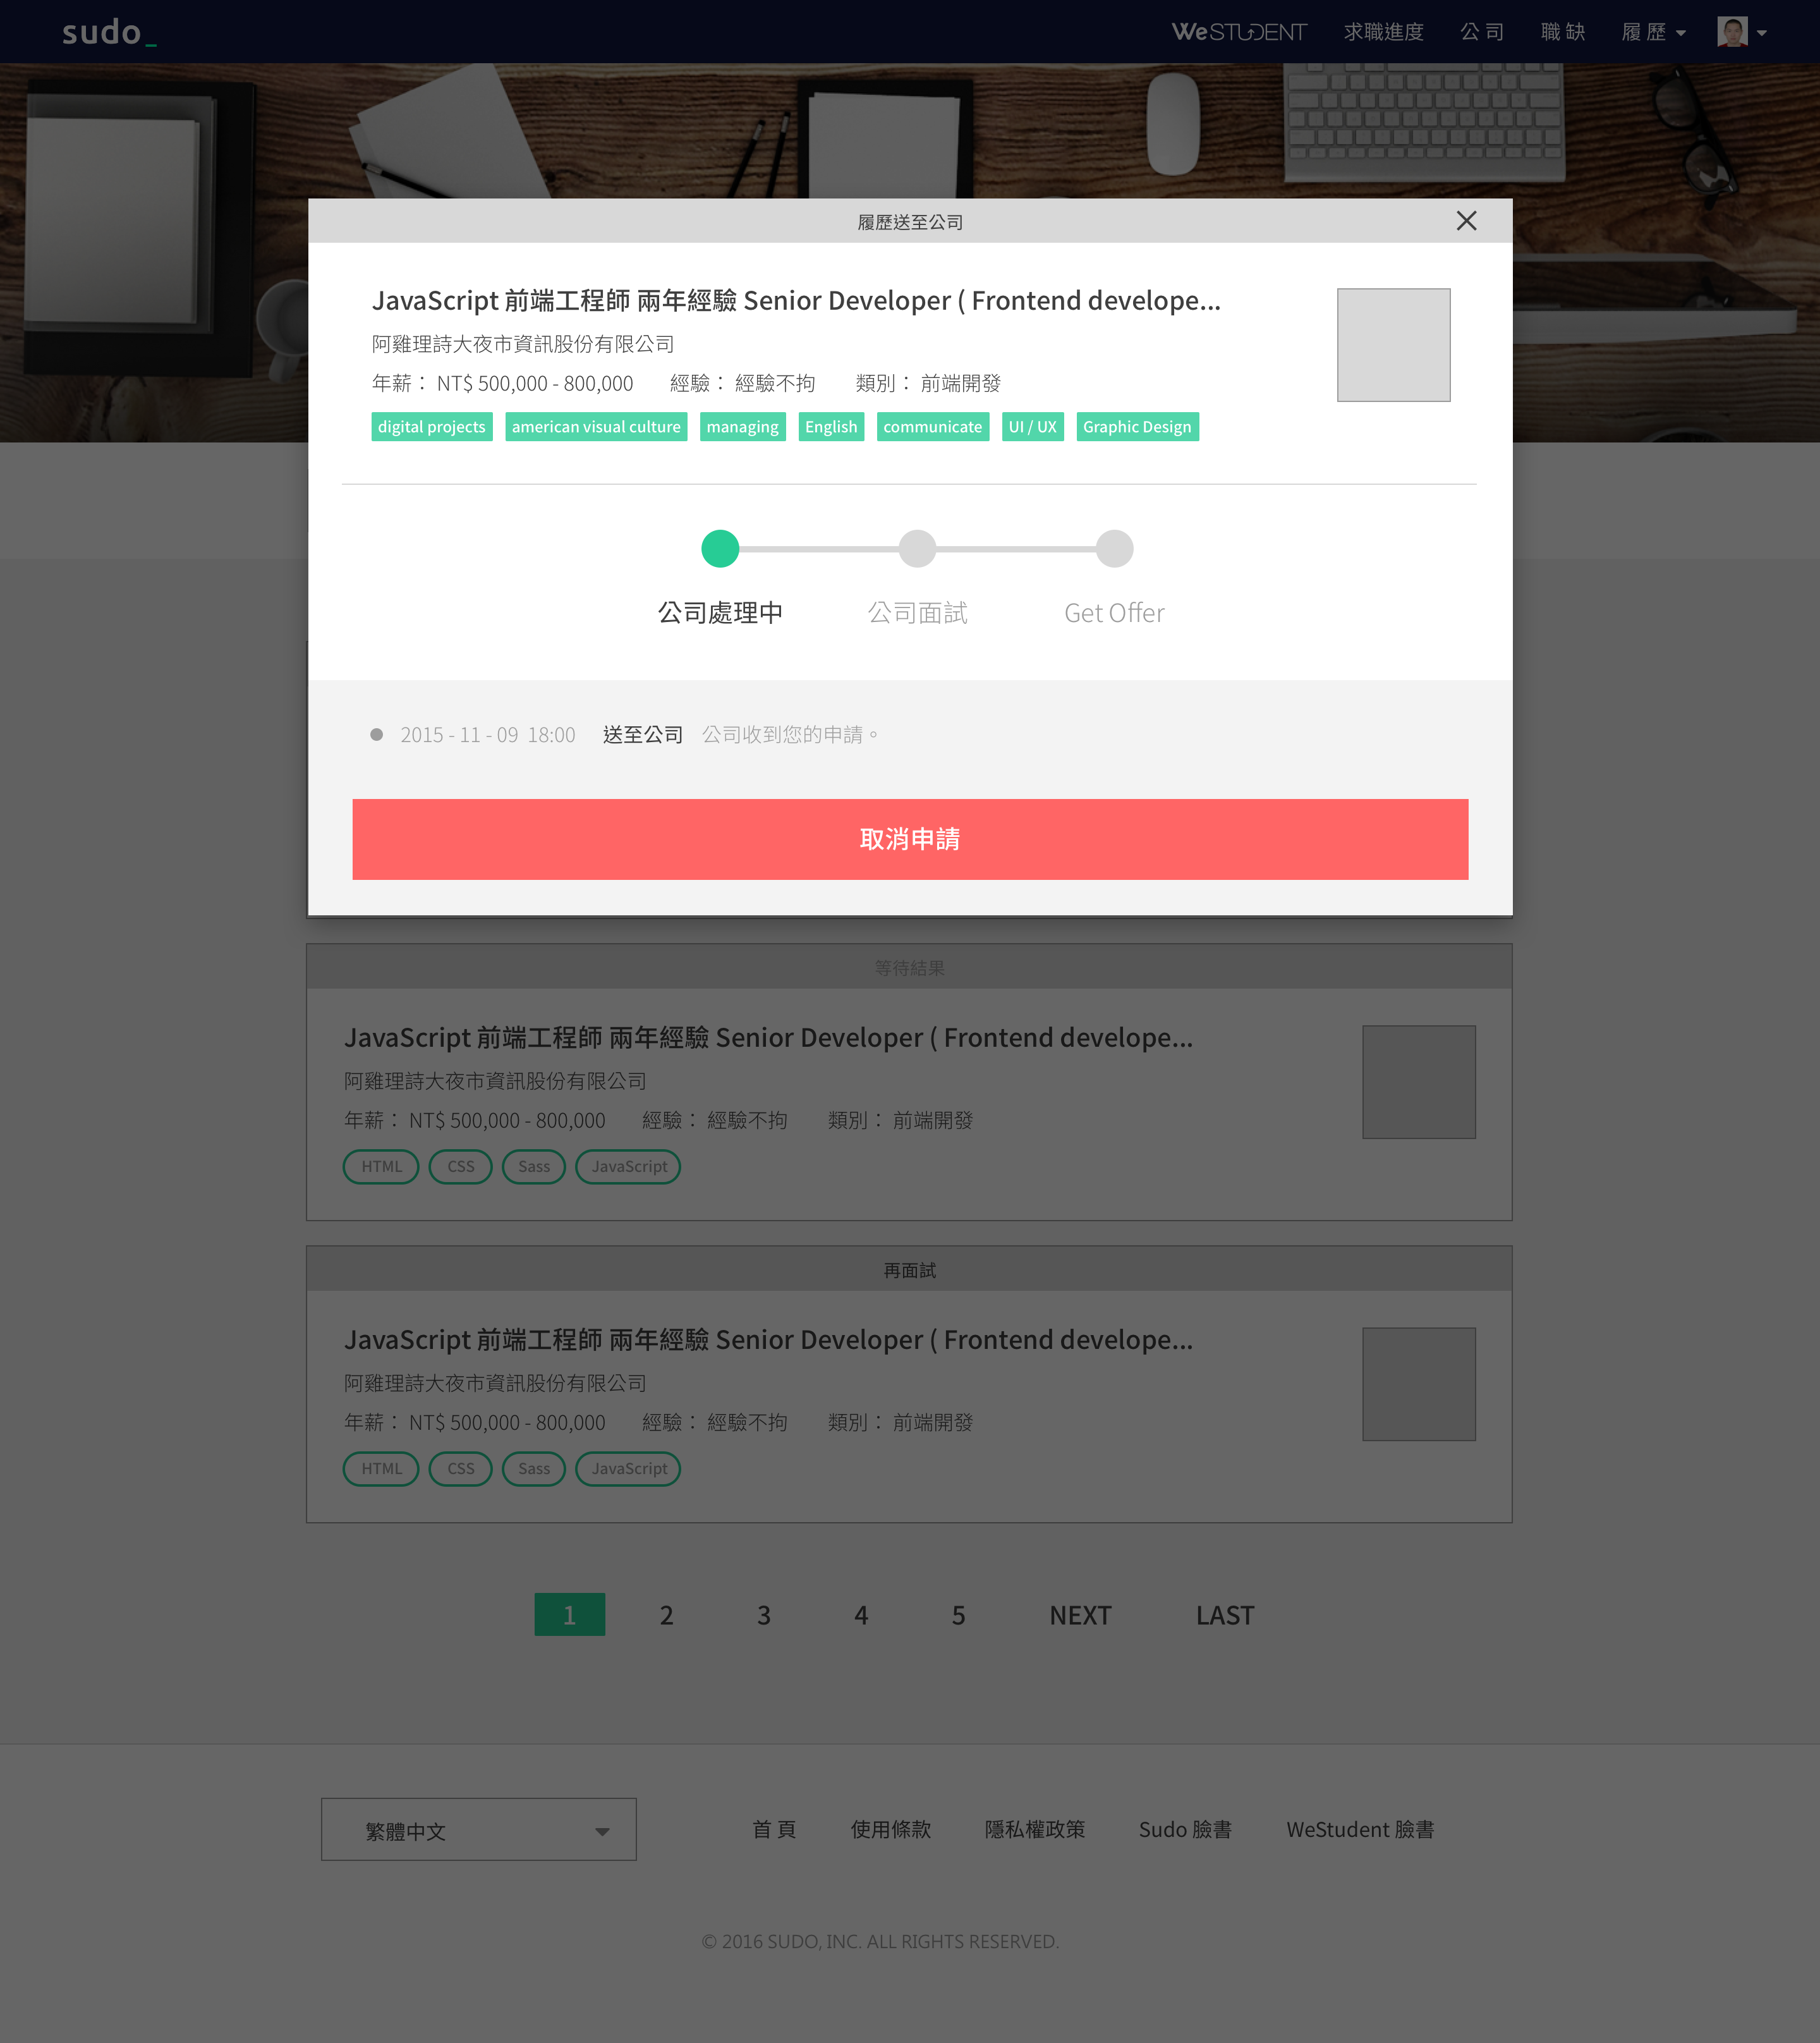 sudo_
WeSTUDENT 求職進度 公司 職缺 履歷
履歷送至公司
JavaScript 前端工程師 兩年經驗 Senior Developer ( Frontend develope...
阿雞理詩大夜市資訊股份有限公司
年薪： NT$ 500,000 - 800,000 經驗： 經驗不拘 類別： 前端開發
digital projects american visual culture managing English communicate UI / UX Graphic Design
公司處理中 公司面試 Get Offer
2015 - 11 - 09 18:00 送至公司 公司收到您的申請。
取消申請
等待結果
JavaScript 前端工程師 兩年經驗 Senior Developer ( Frontend develope...
阿雞理詩大夜市資訊股份有限公司
年薪： NT$ 500,000 - 800,000 經驗： 經驗不拘 類別： 前端開發
HTML CSS Sass JavaScript
再面試
JavaScript 前端工程師 兩年經驗 Senior Developer ( Frontend develope...
阿雞理詩大夜市資訊股份有限公司
年薪： NT$ 500,000 - 800,000 經驗： 經驗不拘 類別： 前端開發
HTML CSS Sass JavaScript
1 2 3 4 5 NEXT LAST
繁體中文 首頁 使用條款 隱私權政策 Sudo 臉書 WeStudent 臉書
© 2016 SUDO, INC. ALL RIGHTS RESERVED.